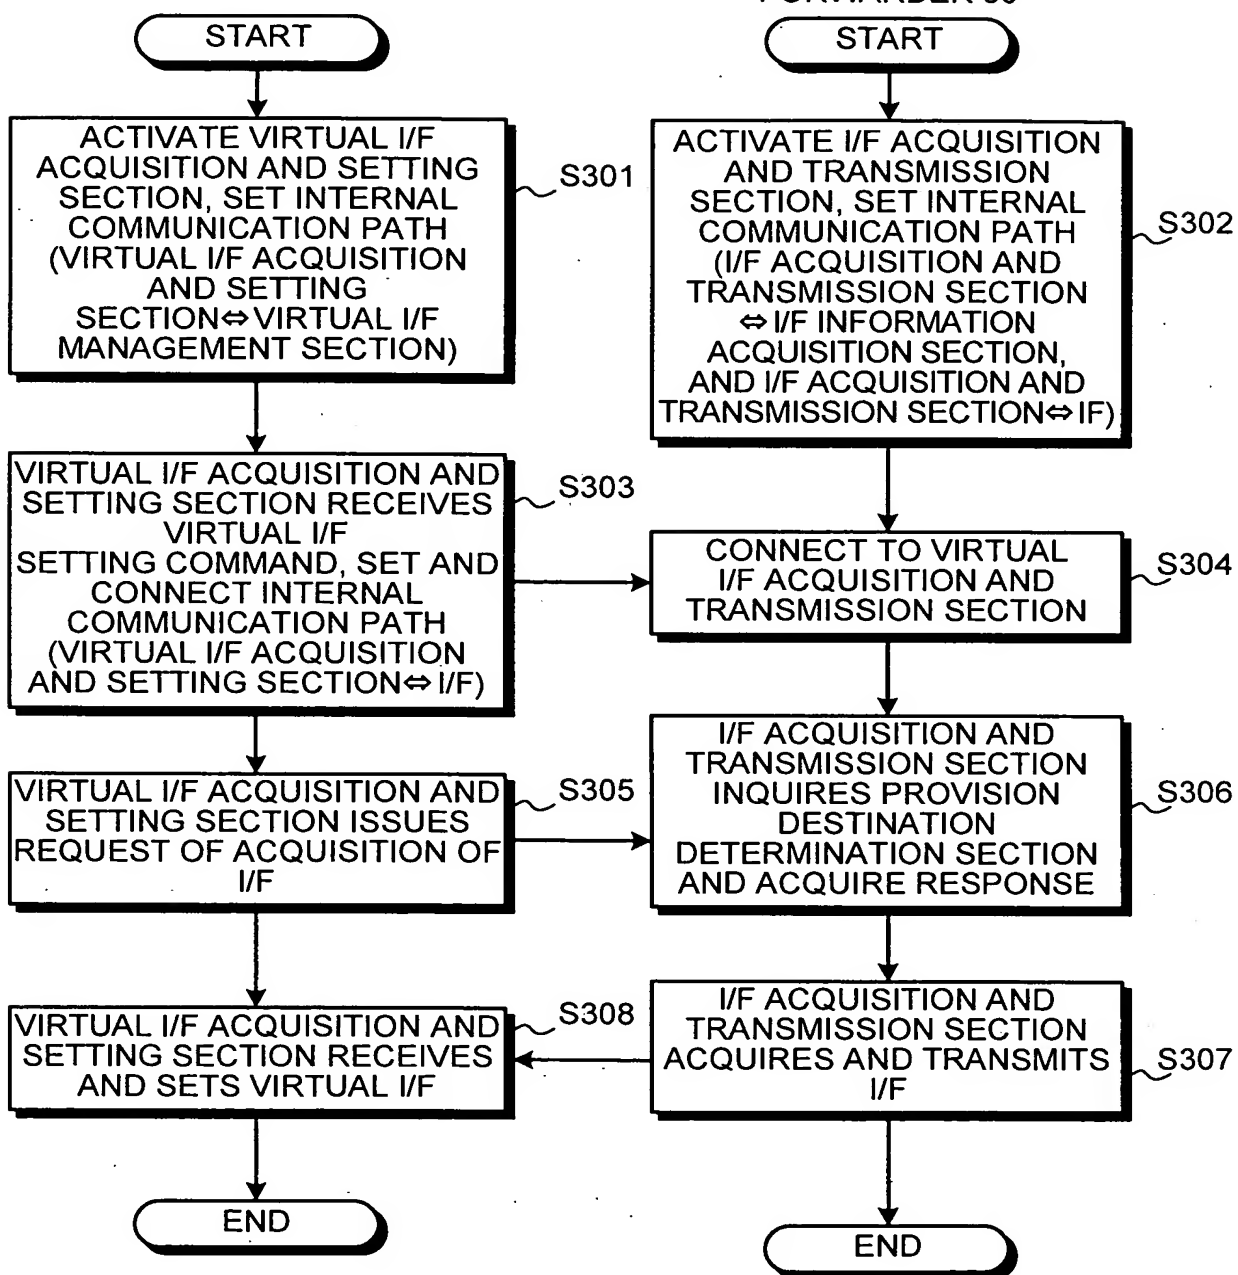 START
ACTIVATE VIRTUAL I/F
ACQUISITION AND SETTING
SECTION, SET INTERNAL
COMMUNICATION PATH
(VIRTUAL I/F ACQUISITION
AND SETTING
SECTION⇔VIRTUAL I/F
MANAGEMENT SECTION)
S301
VIRTUAL I/F ACQUISITION AND
SETTING SECTION RECEIVES
VIRTUAL I/F
SETTING COMMAND, SET AND
CONNECT INTERNAL
COMMUNICATION PATH
(VIRTUAL I/F ACQUISITION
AND SETTING SECTION⇔I/F)
S303
VIRTUAL I/F ACQUISITION AND
SETTING SECTION ISSUES
REQUEST OF ACQUISITION OF
I/F
S305
VIRTUAL I/F ACQUISITION AND
SETTING SECTION RECEIVES
AND SETS VIRTUAL I/F
S308
END
START
ACTIVATE I/F ACQUISITION
AND TRANSMISSION
SECTION, SET INTERNAL
COMMUNICATION PATH
(I/F ACQUISITION AND
TRANSMISSION SECTION
⇔I/F INFORMATION
ACQUISITION SECTION,
AND I/F ACQUISITION AND
TRANSMISSION SECTION⇔IF)
S302
CONNECT TO VIRTUAL
I/F ACQUISITION AND
TRANSMISSION SECTION
S304
I/F ACQUISITION AND
TRANSMISSION SECTION
INQUIRES PROVISION
DESTINATION
DETERMINATION SECTION
AND ACQUIRE RESPONSE
S306
I/F ACQUISITION AND
TRANSMISSION SECTION
ACQUIRES AND TRANSMITS
I/F
S307
END